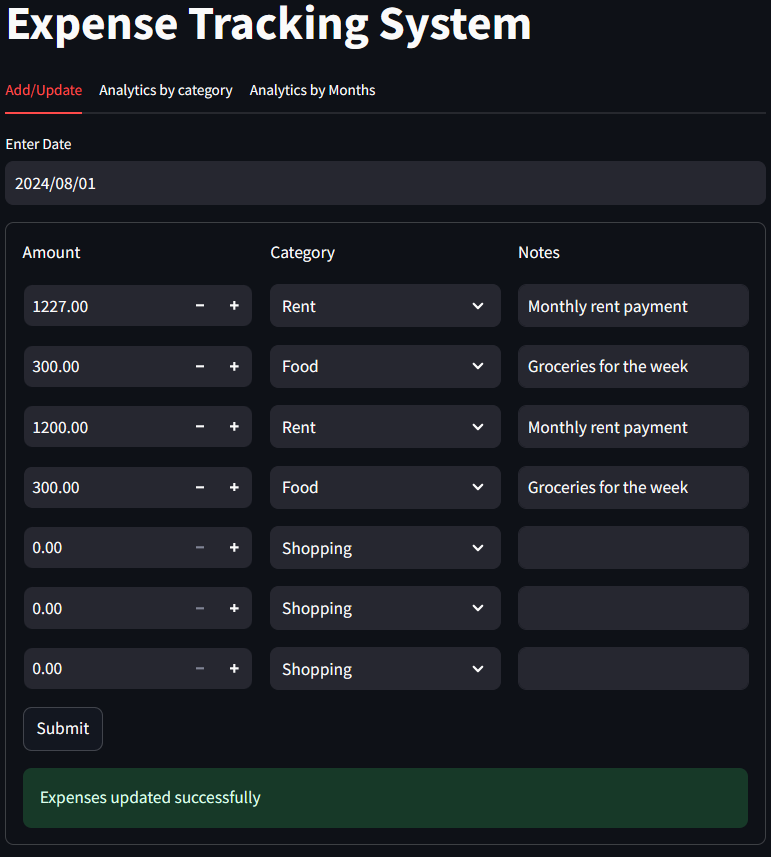 Expense Tracking System
Add/Update Analytics by category Analytics by Months
Enter Date
2024/08/01
Amount Category Notes
1227.00 Rent Monthly rent payment
300.00 Food Groceries for the week
1200.00 Rent Monthly rent payment
300.00 Food Groceries for the week
0.00 Shopping
0.00 Shopping
0.00 Shopping
Submit
Expenses updated successfully